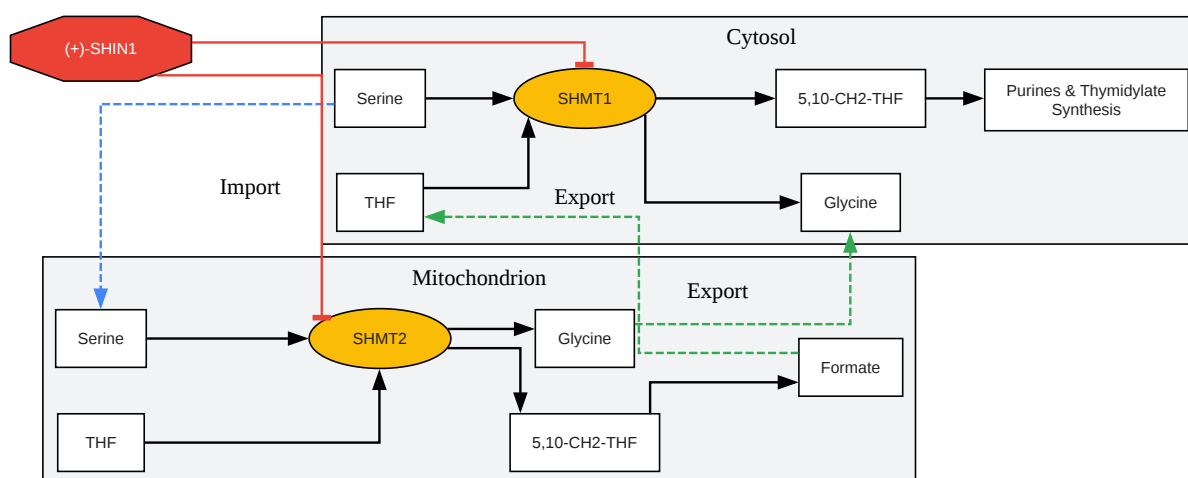 (+)-SHIN1
Cytosol
Serine
SHMT1
5,10-CH2-THF
Purines & Thymidylate
Synthesis
Import
THF
Export
Glycine
Mitochondrion
Export
Serine
SHMT2
Glycine
Formate
THF
5,10-CH2-THF